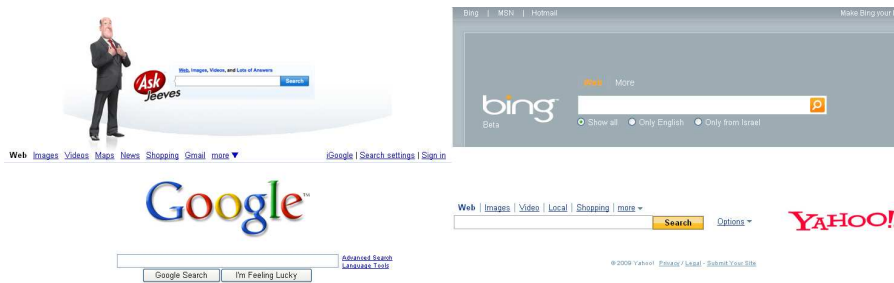 Web, Images, Videos, and Lots of Answers
Ask
Jeeves
Search
Bing | MSN | Hotmail
Make Bing your
Web More
bing™
Beta
Show all Only English Only from Israel
Web Images Videos Maps News Shopping Gmail more ▼
iGoogle | Search settings | Sign in
Google™
Advanced Search
Language Tools
Google Search I'm Feeling Lucky
Web | Images | Video | Local | Shopping | more
Search Options
YAHOO!
© 2009 Yahoo! Privacy / Legal - Submit Your Site